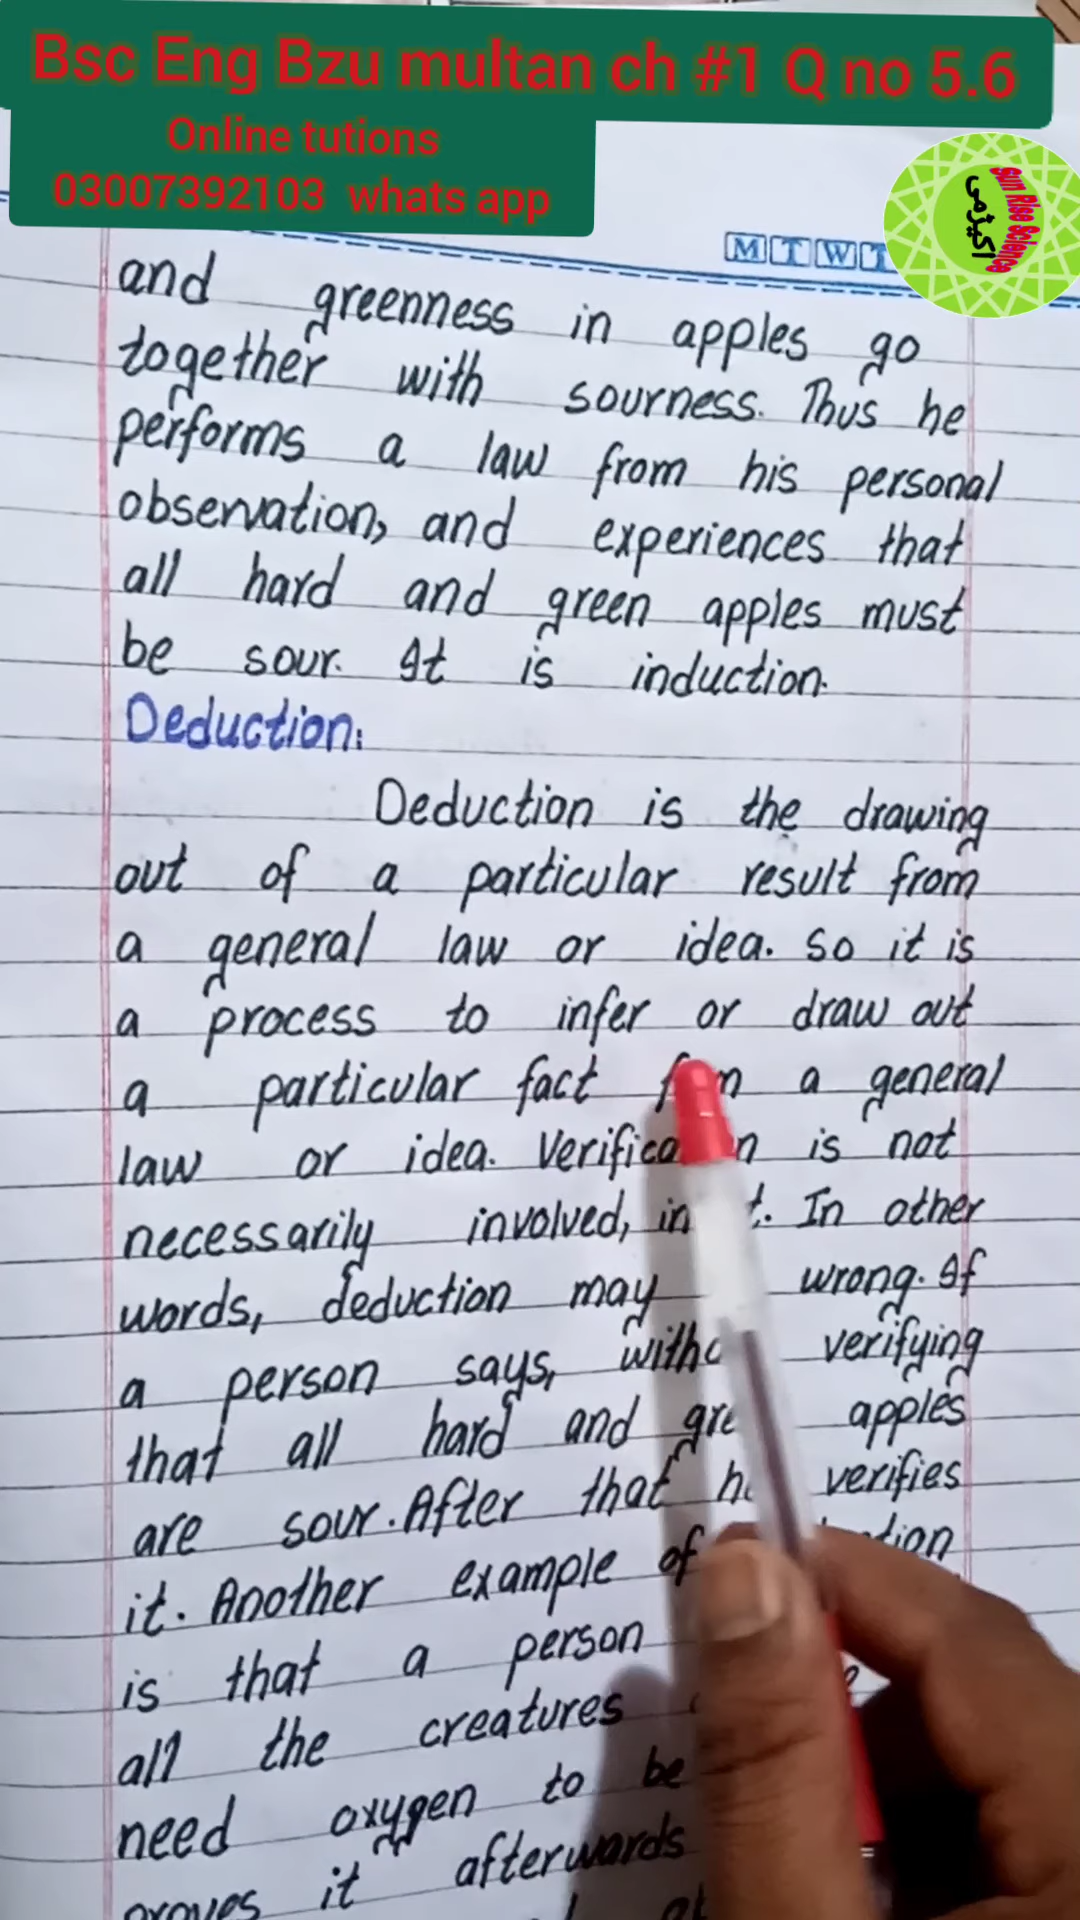 Bsc Eng Bzu multan ch #1 Q no 5.6
Online tutions
03007392103 whats app
Sun Rise Science
اکیڈمی
M T W T
and greenness in apples go
together with sourness. Thus he
performs a law from his personal
observation, and experiences that
all hard and green apples must
be sour. It is induction.
Deduction:
Deduction is the drawing
out of a particular result from
a general law or idea. So it is
a process to infer or draw out
a particular fact a general
law or idea. is not
necessarily involved, In other
words, deduction may wrong. If
a person says, verifying
that all hard and apples
are sour. After that verifies
it. Another example of
is that a person
all the creatures
need oxygen to be
proves it afterwards